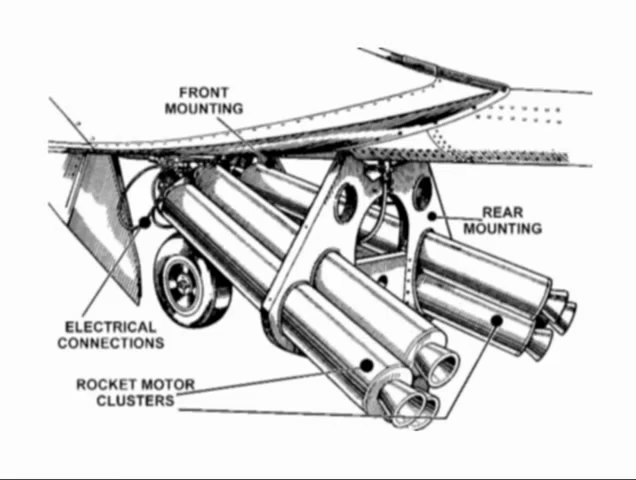 FRONT
MOUNTING
REAR
MOUNTING
ELECTRICAL
CONNECTIONS
ROCKET MOTOR
CLUSTERS